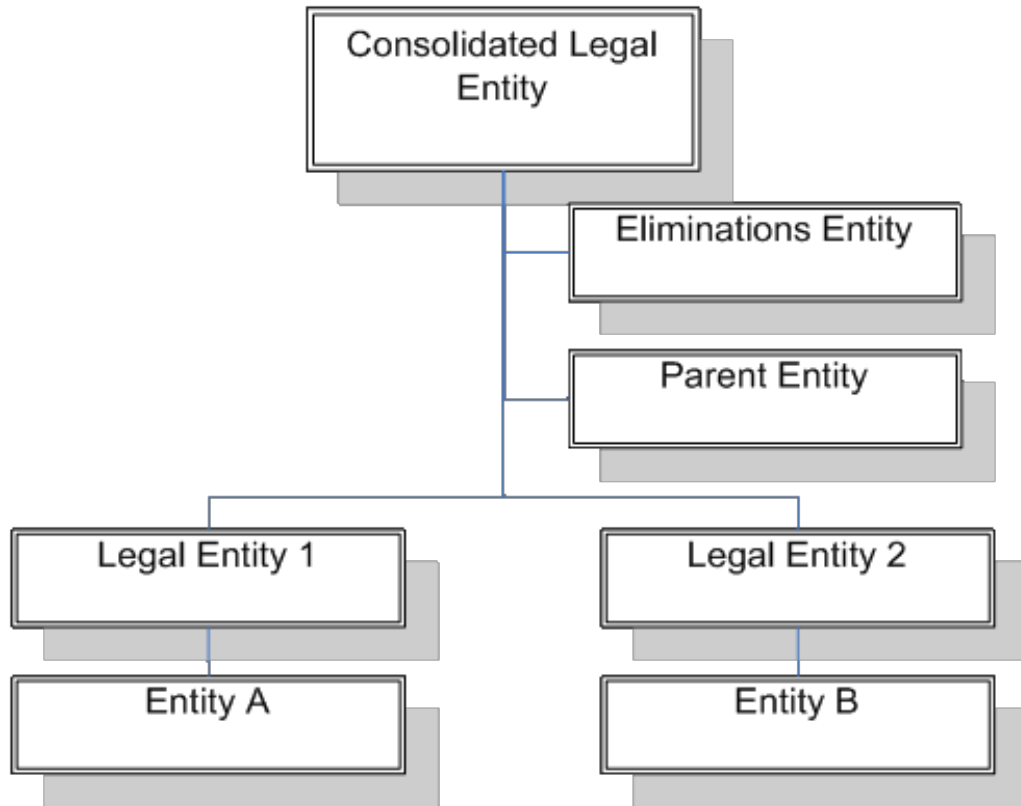 Consolidated Legal
Entity
Eliminations Entity
Parent Entity
Legal Entity 1
Legal Entity 2
Entity A
Entity B